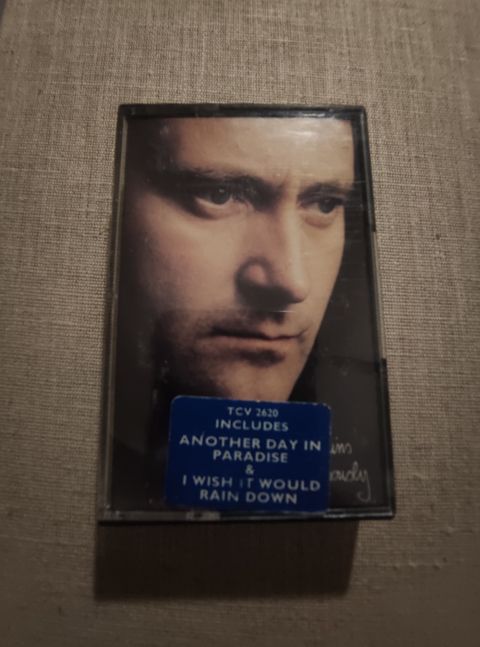 TCV 2620
INCLUDES
ANOTHER DAY IN
PARADISE
&
I WISH IT WOULD
RAIN DOWN